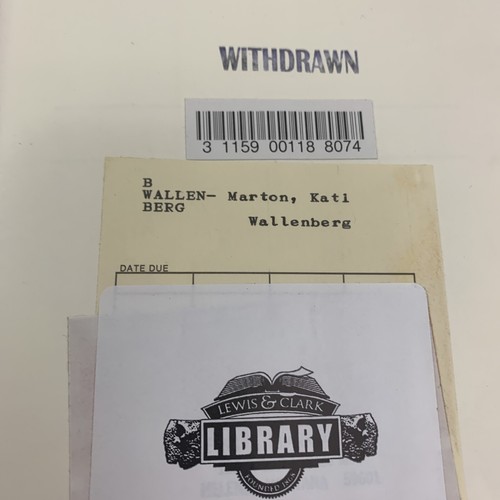 WITHDRAWN
3 1159 00118 8074
B
WALLEN- Marton, Kati
BERG
Wallenberg
DATE DUE
LEWIS & CLARK
LIBRARY